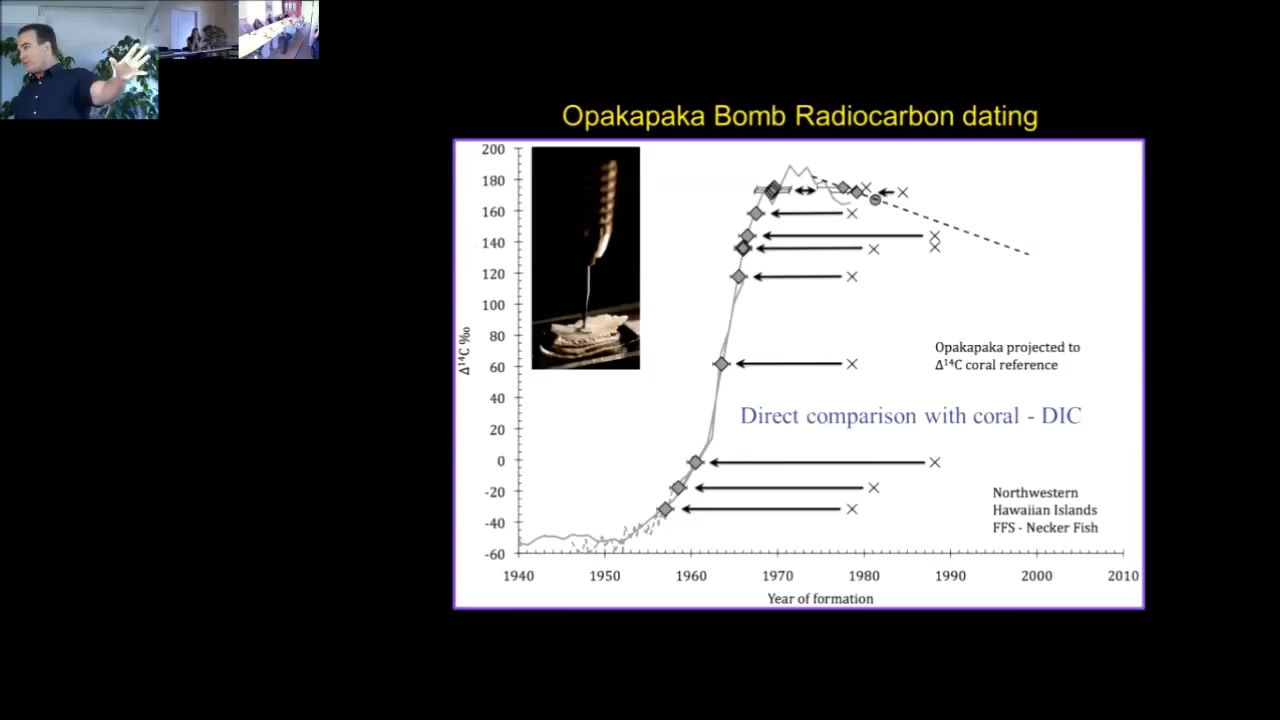 Opakapaka Bomb Radiocarbon dating
200
180
160
140
120
100
80
60
40
20
0
-20
-40
-60
Δ¹⁴C ‰
Opakapaka projected to
Δ¹⁴C coral reference
Direct comparison with coral - DIC
Northwestern
Hawaiian Islands
FFS - Necker Fish
1940 1950 1960 1970 1980 1990 2000 2010
Year of formation